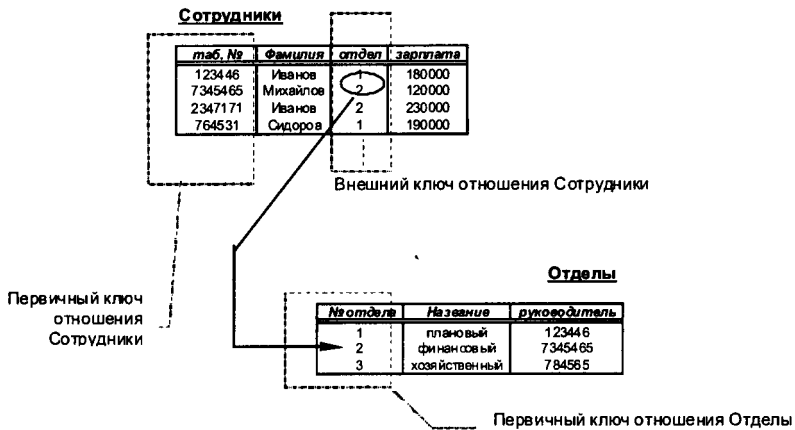 Сотрудники
таб. № Фамилия отдел зарплата
123446 Иванов 1 180000
7345465 Михайлов 2 120000
2347171 Иванов 2 230000
764531 Сидоров 1 190000
Внешний ключ отношения Сотрудники
Отделы
Первичный ключ
отношения
Сотрудники
№ отдела Название руководитель
1 плановый 123446
2 финансовый 7345465
3 хозяйственный 784565
Первичный ключ отношения Отделы